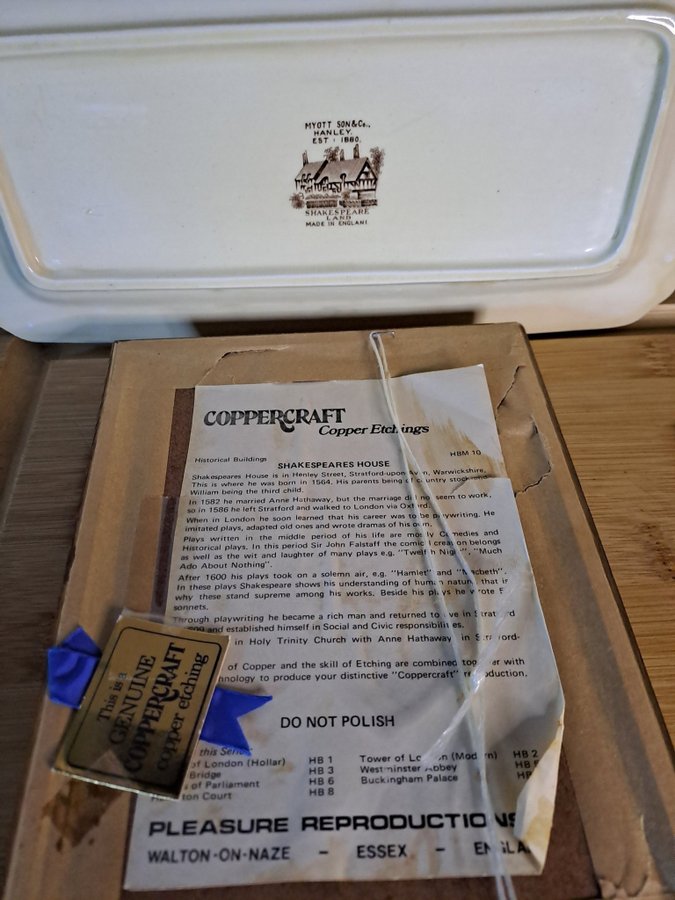 MYOTT SON & Co.,
HANLEY.
EST: 1880.
SHAKESPEARE
LAND
MADE IN ENGLAND
COPPERCRAFT
Copper Etchings
Historical Buildings
HBM 10
SHAKESPEARES HOUSE
Shakespeares House is in Henley Street, Stratford-upon Avon, Warwickshire.
This is where he was born in 1564. His parents being of country stock
William being the third child.
In 1582 he married Anne Hathaway, but the marriage did no seem to work,
so in 1586 he left Stratford and walked to London via Oxford.
When in London he soon learned that his career was to be playwriting. He
imitated plays, adapted old ones and wrote dramas of his own.
Plays written in the middle period of his life are mostly Comedies and
Historical plays. In this period Sir John Falstaff the comic creation belongs
as well as the wit and laughter of many plays e.g. "Twelfth Night", "Much
Ado About Nothing".
After 1600 his plays took on a solemn air, e.g. "Hamlet" and "Macbeth".
In these plays Shakespeare shows his understanding of human nature that is
why these stand supreme among his works. Beside his plays he wrote
sonnets.
Through playwriting he became a rich man and returned to live in Stratford
and established himself in Social and Civic responsibilities.
in Holy Trinity Church with Anne Hathaway in Stratford-
of Copper and the skill of Etching are combined together with
to produce your distinctive "Coppercraft" reproduction.
DO NOT POLISH
this Series
of London (Hollar) HB 1 Tower of London (Modern) HB 2
Bridge HB 3 Westminster Abbey
of Parliament HB 6 Buckingham Palace
HB 8
PLEASURE REPRODUCTIONS
WALTON-ON-NAZE - ESSEX - ENGLA
This is a
GENUINE
COPPERCRAFT
copper etching